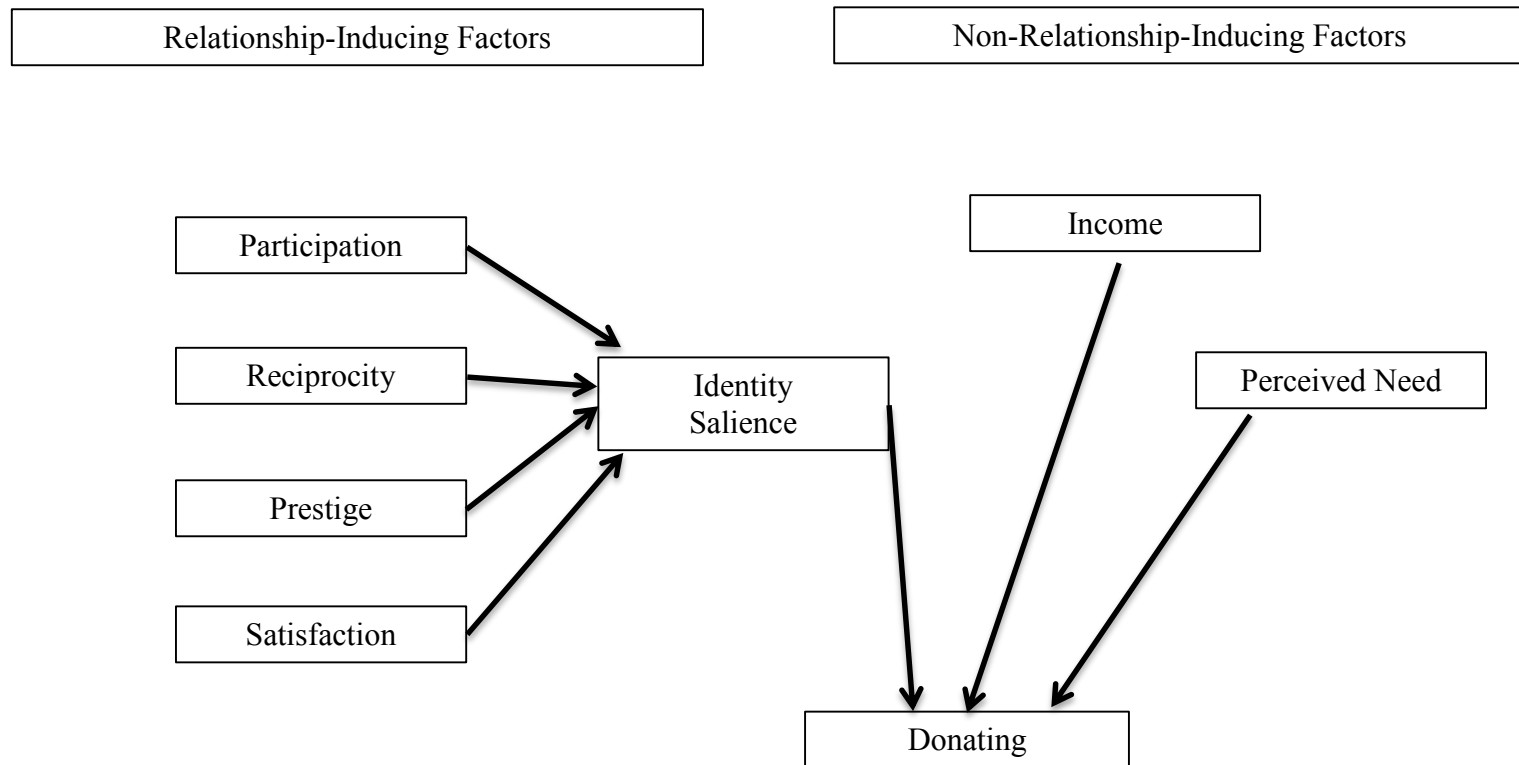 Relationship-Inducing Factors
Non-Relationship-Inducing Factors
Participation
Income
Reciprocity
Identity
Salience
Perceived Need
Prestige
Satisfaction
Donating